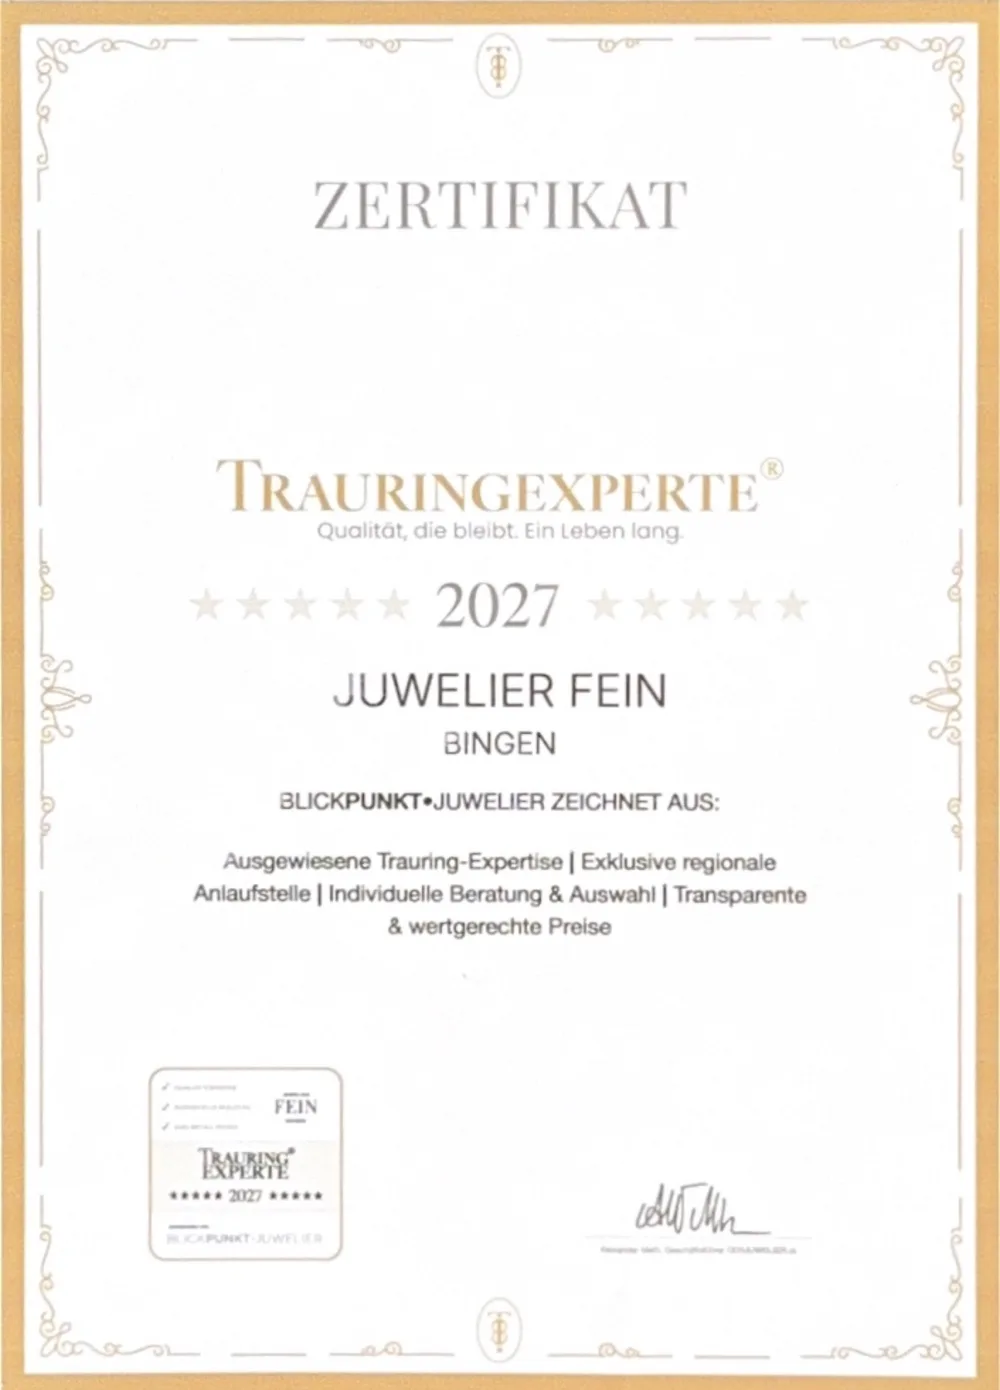 ZERTIFIKAT
TRAURINGEXPERTE®
Qualität, die bleibt. Ein Leben lang.
2027
JUWELIER FEIN
BINGEN
BLICKPUNKT•JUWELIER ZEICHNET AUS:
Ausgewiesene Trauring-Expertise | Exklusive regionale
Anlaufstelle | Individuelle Beratung & Auswahl | Transparente
& wertgerechte Preise
FEIN
TRAURING®
EXPERTE
2027
BLICKPUNKT·JUWELIER